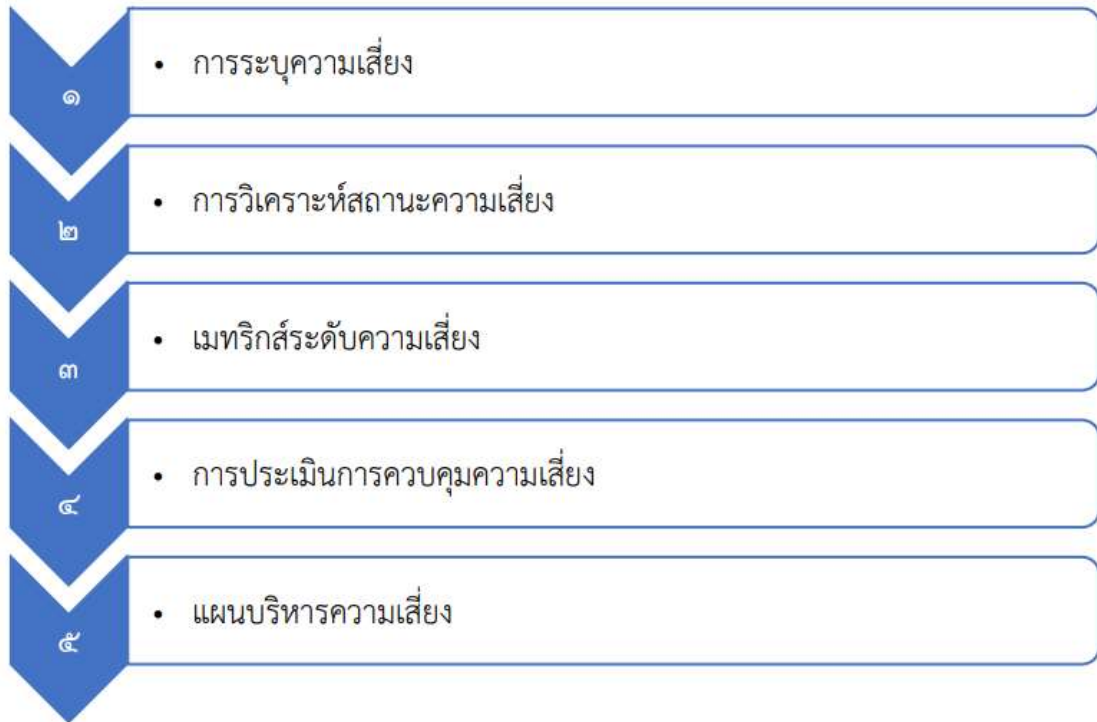 ๑
• การระบุความเสี่ยง
๒
• การวิเคราะห์สถานะความเสี่ยง
๓
• เมทริกส์ระดับความเสี่ยง
๔
• การประเมินการควบคุมความเสี่ยง
๕
• แผนบริหารความเสี่ยง